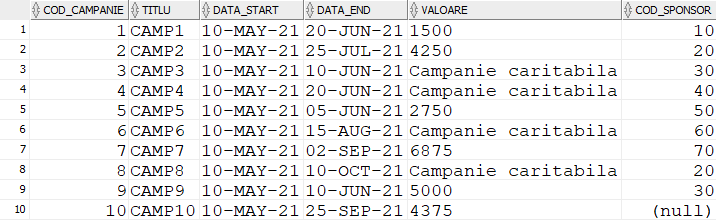 COD_CAMPANIE TITLU DATA_START DATA_END VALOARE COD_SPONSOR
1 1 CAMP1 10-MAY-21 20-JUN-21 1500 10
2 2 CAMP2 10-MAY-21 25-JUL-21 4250 20
3 3 CAMP3 10-MAY-21 10-JUN-21 Campanie caritabila 30
4 4 CAMP4 10-MAY-21 20-JUN-21 Campanie caritabila 40
5 5 CAMP5 10-MAY-21 05-JUN-21 2750 50
6 6 CAMP6 10-MAY-21 15-AUG-21 Campanie caritabila 60
7 7 CAMP7 10-MAY-21 02-SEP-21 6875 70
8 8 CAMP8 10-MAY-21 10-OCT-21 Campanie caritabila 20
9 9 CAMP9 10-MAY-21 10-JUN-21 5000 30
10 10 CAMP10 10-MAY-21 25-SEP-21 4375 (null)